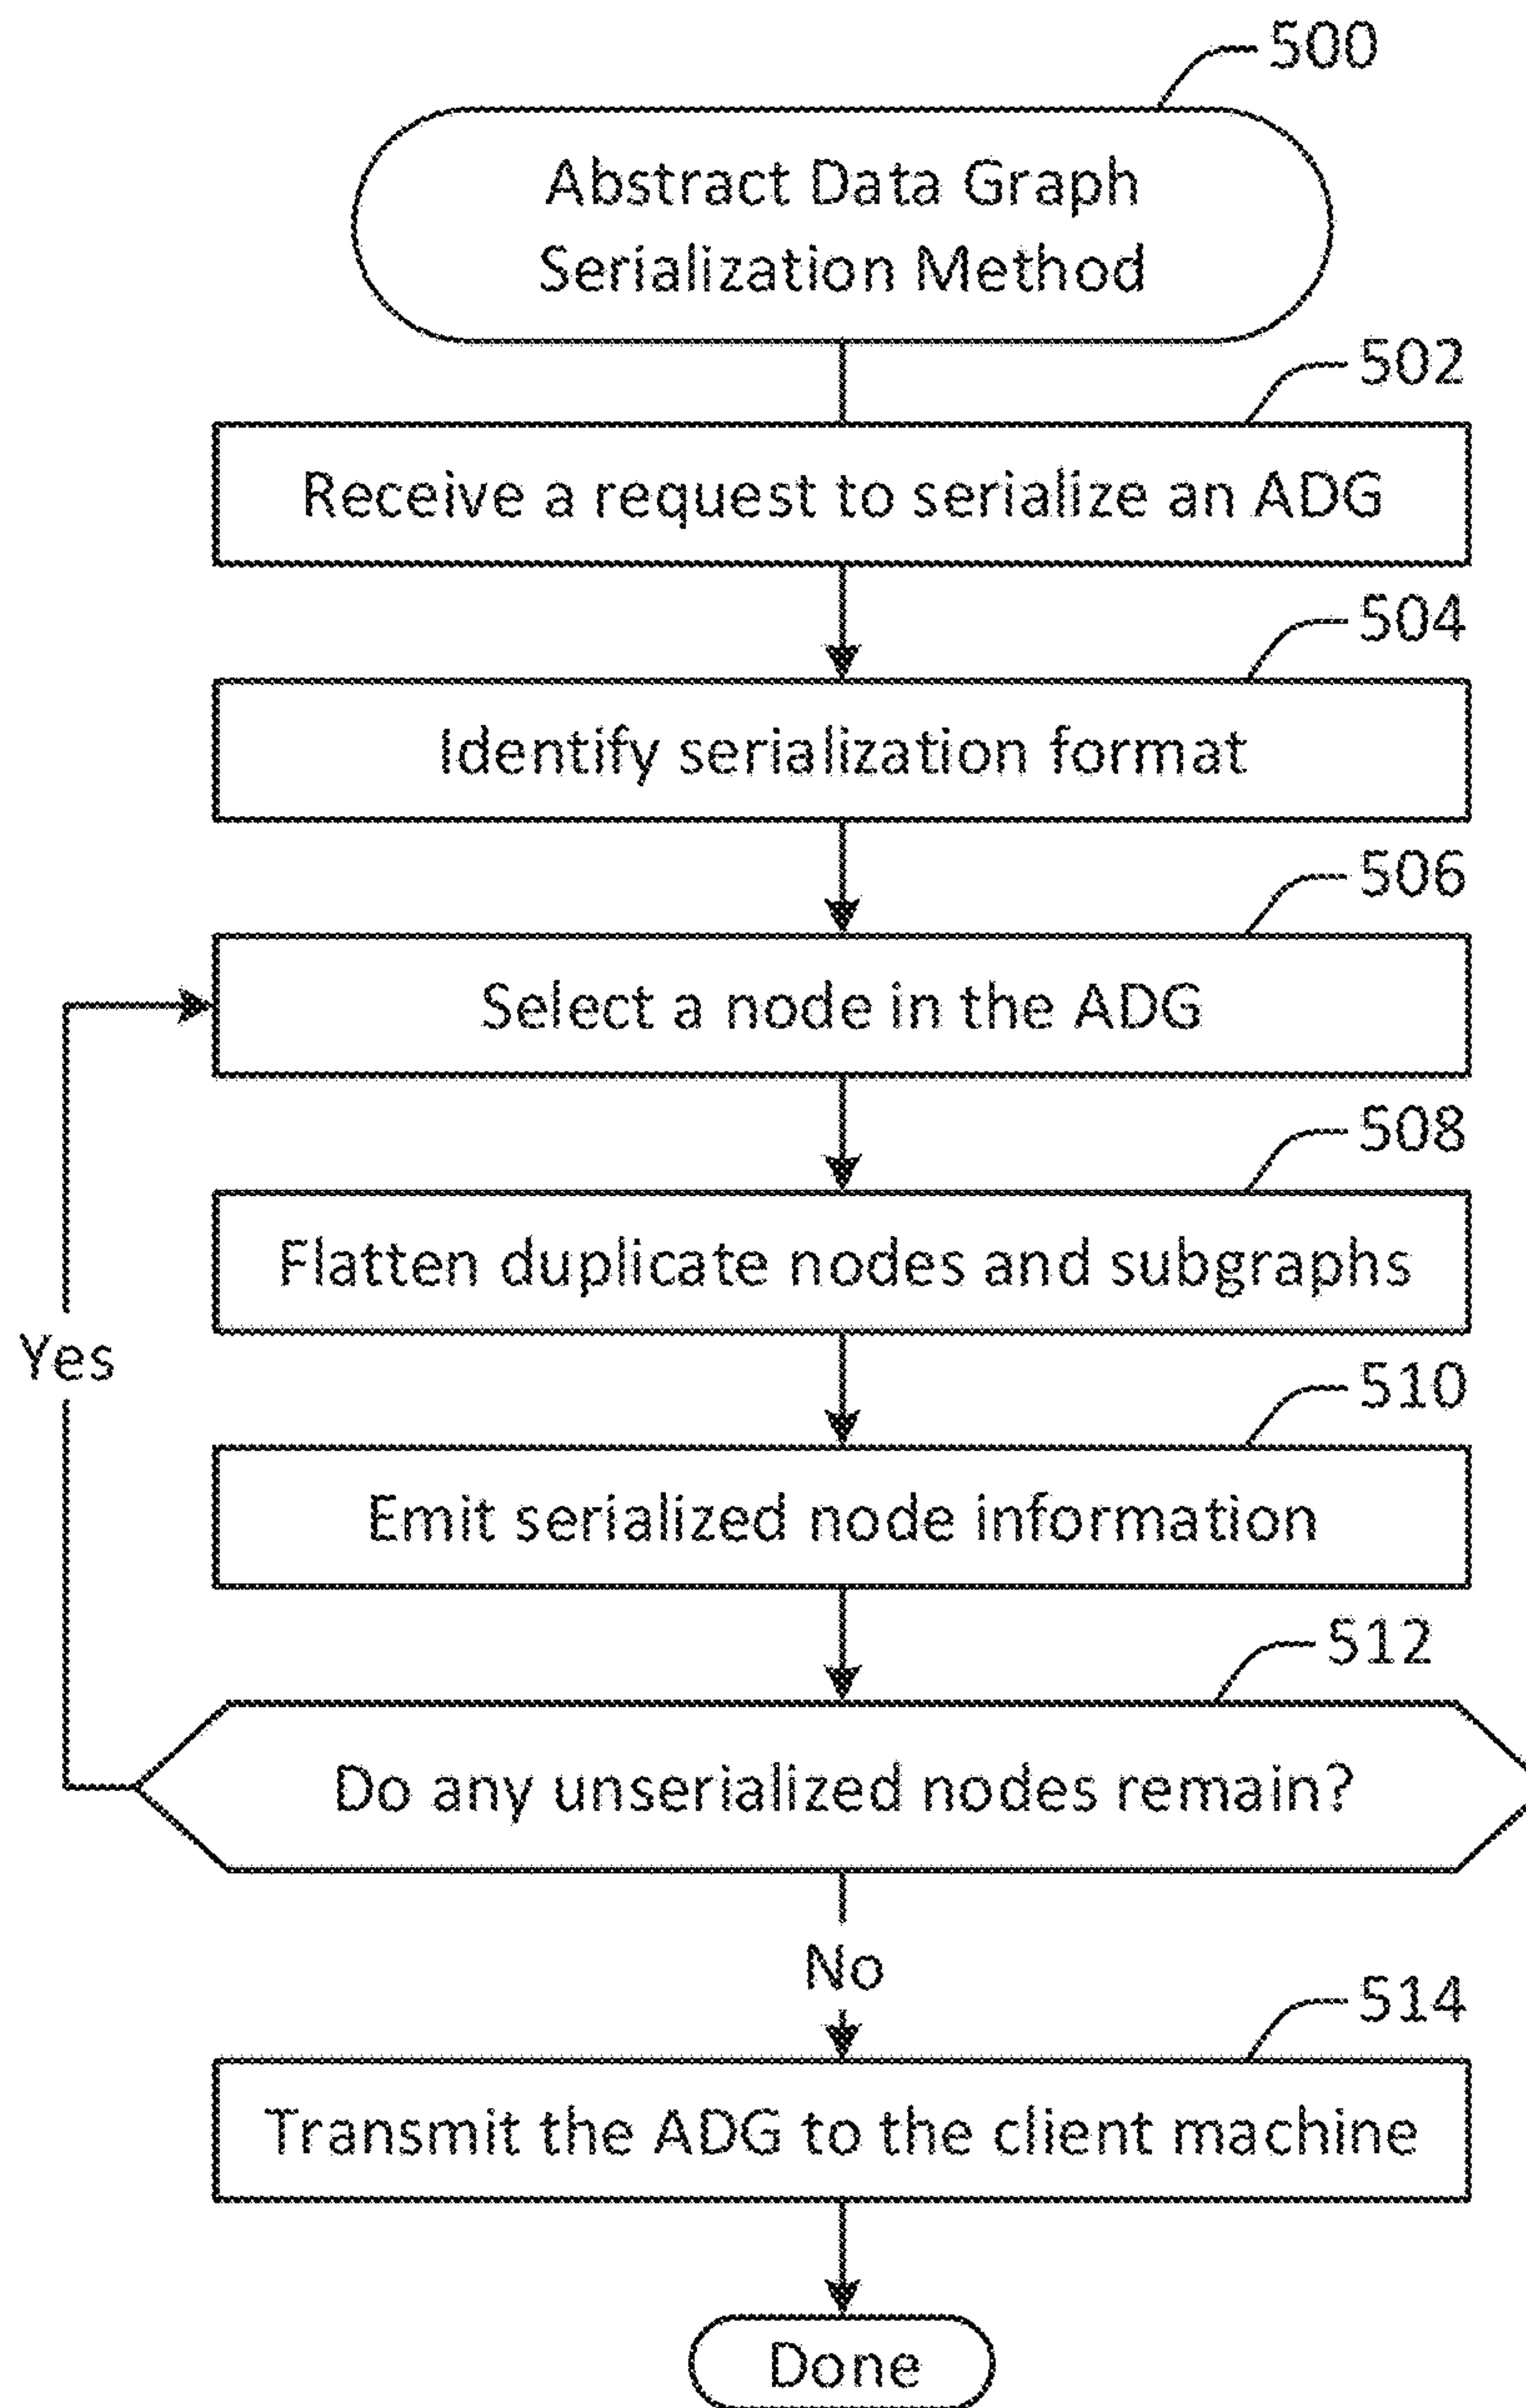 500
Abstract Data Graph
Serialization Method
502
Receive a request to serialize an ADG
504
Identify serialization format
506
Select a node in the ADG
508
Flatten duplicate nodes and subgraphs
Yes
510
Emit serialized node information
512
Do any unserialized nodes remain?
No
514
Transmit the ADG to the client machine
Done